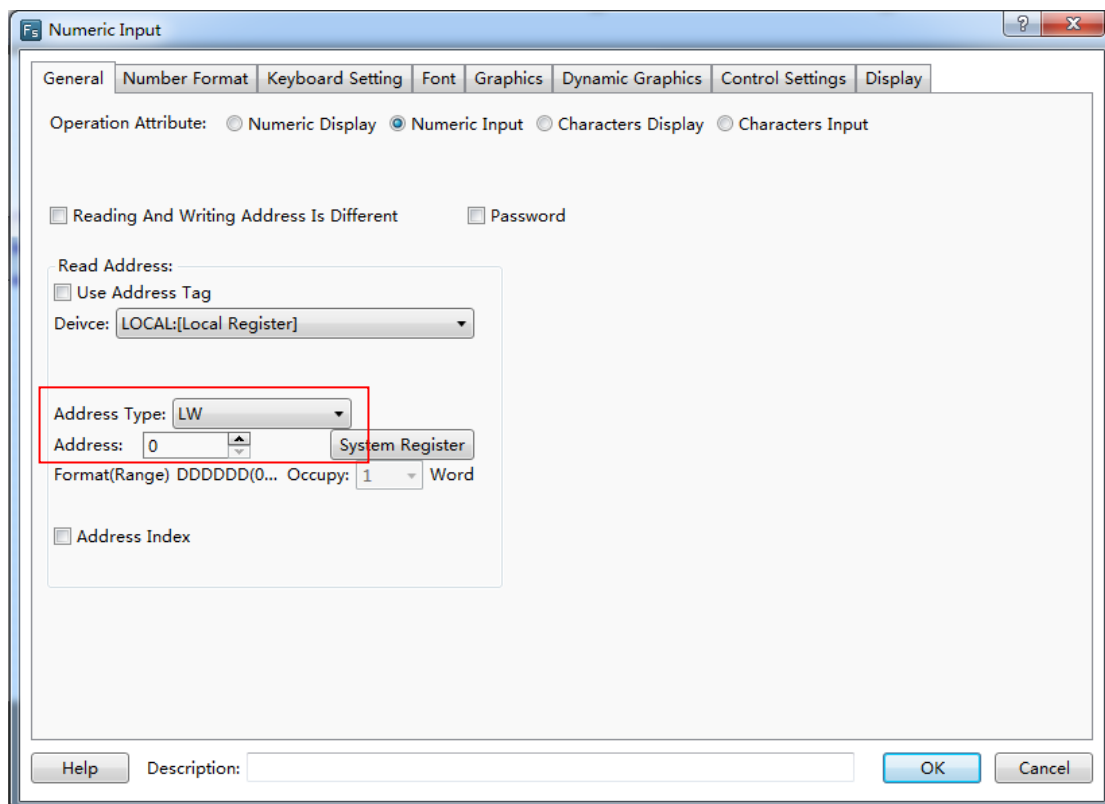 Fs Numeric Input
General Number Format Keyboard Setting Font Graphics Dynamic Graphics Control Settings Display
Operation Attribute: Numeric Display Numeric Input Characters Display Characters Input
Reading And Writing Address Is Different Password
Read Address:
Use Address Tag
Deivce: LOCAL:[Local Register]
Address Type: LW
Address: 0 System Register
Format(Range) DDDDDD(0... Occupy: 1 Word
Address Index
Help Description: OK Cancel